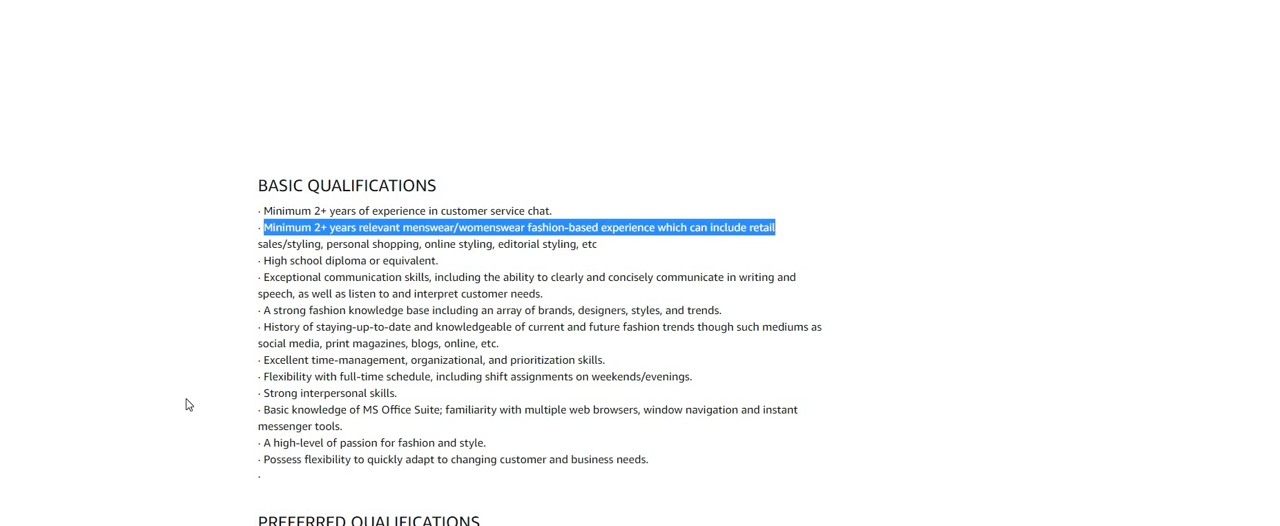 BASIC QUALIFICATIONS
· Minimum 2+ years of experience in customer service chat.
· Minimum 2+ years relevant menswear/womenswear fashion-based experience which can include retail
sales/styling, personal shopping, online styling, editorial styling, etc
· High school diploma or equivalent.
· Exceptional communication skills, including the ability to clearly and concisely communicate in writing and
speech, as well as listen to and interpret customer needs.
· A strong fashion knowledge base including an array of brands, designers, styles, and trends.
· History of staying-up-to-date and knowledgeable of current and future fashion trends though such mediums as
social media, print magazines, blogs, online, etc.
· Excellent time-management, organizational, and prioritization skills.
· Flexibility with full-time schedule, including shift assignments on weekends/evenings.
· Strong interpersonal skills.
· Basic knowledge of MS Office Suite; familiarity with multiple web browsers, window navigation and instant
messenger tools.
· A high-level of passion for fashion and style.
· Possess flexibility to quickly adapt to changing customer and business needs.
·
PREFERRED QUALIFICATIONS